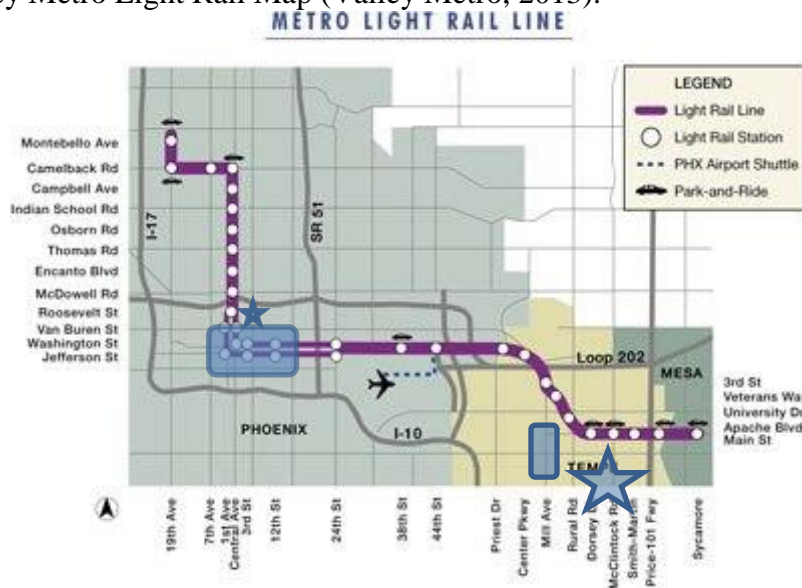 by Metro Light Rail Map (Valley Metro, 2013).
METRO LIGHT RAIL LINE
LEGEND
Light Rail Line
Light Rail Station
PHX Airport Shuttle
Park-and-Ride
Montebello Ave
Camelback Rd
Campbell Ave
Indian School Rd
Osborn Rd
Thomas Rd
Encanto Blvd
McDowell Rd
Roosevelt St
Van Buren St
Washington St
Jefferson St
I-17
SR 51
Loop 202
MESA
PHOENIX
I-10
3rd St
Veterans Wa
University Dr
Apache Blvd
Main St
19th Ave
7th Ave
1st Ave
Central Ave
3rd St
12th St
24th St
38th St
44th St
Priest Dr
Center Pkwy
Mill Ave
Rural Rd
Dorsey
McClintock
Smith-Martin
Price-101 Fwy
Sycamore